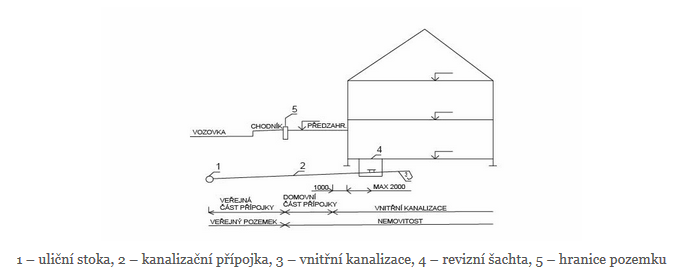 5
CHODNÍK
PŘEDZAHR.
VOZOVKA
4
1
2
3
1000
MAX 2000
VEŘEJNÁ
ČÁST PŘÍPOJKY
DOMOVNÍ
ČÁST PŘÍPOJKY
VNITŘNÍ KANALIZACE
VEŘEJNÝ POZEMEK
NEMOVITOST
1 – uliční stoka, 2 – kanalizační přípojka, 3 – vnitřní kanalizace, 4 – revizní šachta, 5 – hranice pozemku